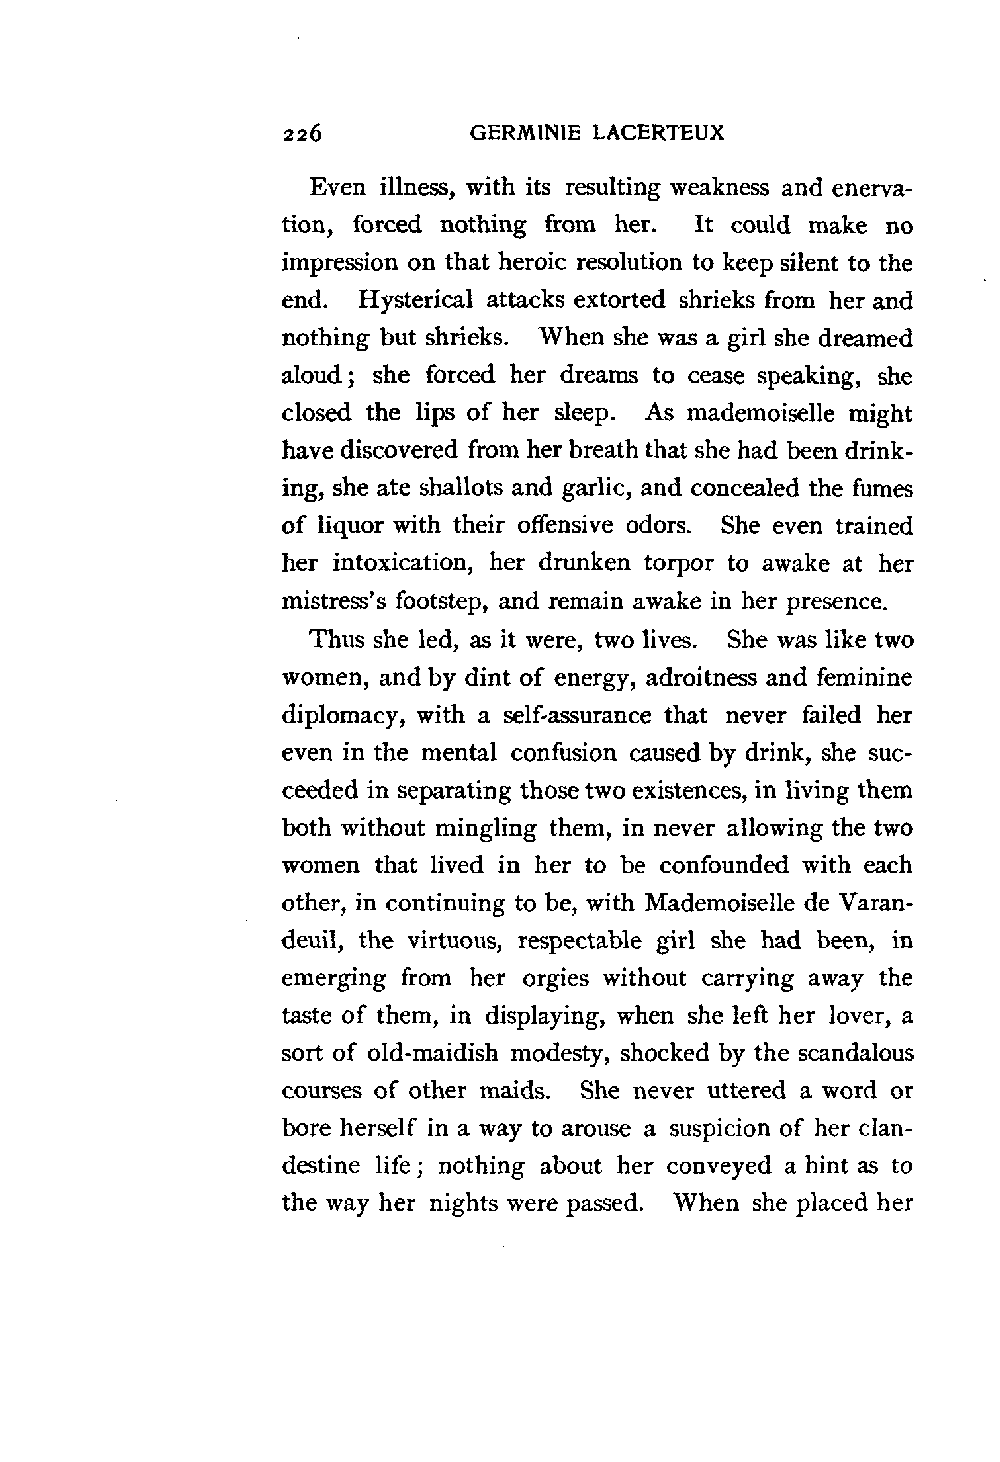 226 GERMINIE LACERTEUX
Even illness, with its resulting weakness and enerva-
tion, forced nothing from her. It could make no
impression on that heroic resolution to keep silent to the
end. Hysterical attacks extorted shrieks from her and
nothing but shrieks. When she was a girl she dreamed
aloud; she forced her dreams to cease speaking, she
closed the lips of her sleep. As mademoiselle might
have discovered from her breath that she had been drink-
ing, she ate shallots and garlic, and concealed the fumes
of liquor with their offensive odors. She even trained
her intoxication, her drunken torpor to awake at her
mistress's footstep, and remain awake in her presence.
Thus she led, as it were, two lives. She was like two
women, and by dint of energy, adroitness and feminine
diplomacy, with a self-assurance that never failed her
even in the mental confusion caused by drink, she suc-
ceeded in separating those two existences, in living them
both without mingling them, in never allowing the two
women that lived in her to be confounded with each
other, in continuing to be, with Mademoiselle de Varan-
deuil, the virtuous, respectable girl she had been, in
emerging from her orgies without carrying away the
taste of them, in displaying, when she left her lover, a
sort of old-maidish modesty, shocked by the scandalous
courses of other maids. She never uttered a word or
bore herself in a way to arouse a suspicion of her clan-
destine life; nothing about her conveyed a hint as to
the way her nights were passed. When she placed her